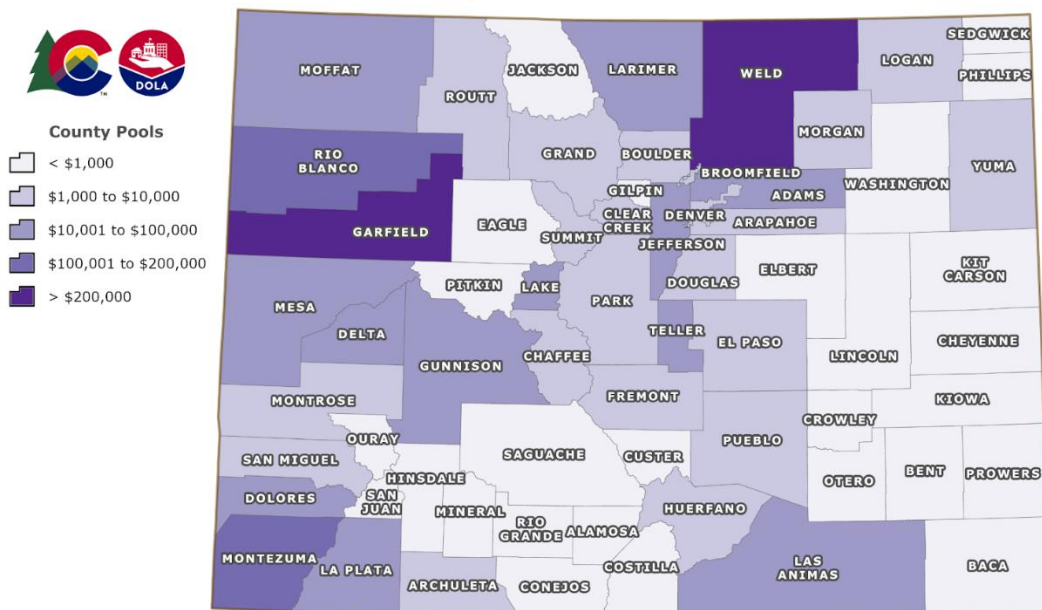 C
TM
DOLA
County Pools
< $1,000
$1,000 to $10,000
$10,001 to $100,000
$100,001 to $200,000
> $200,000
MOFFAT
ROUTT
JACKSON
LARIMER
WELD
LOGAN
SEDGWICK
PHILLIPS
RIO
BLANCO
GRAND
BOULDER
MORGAN
BROOMFIELD
WASHINGTON
YUMA
GARFIELD
EAGLE
GILPIN
CLEAR
CREEK
SUMMIT
DENVER
ADAMS
ARAPAHOE
JEFFERSON
MESA
DELTA
PITKIN
LAKE
PARK
DOUGLAS
ELBERT
KIT
CARSON
GUNNISON
CHAFFEE
TELLER
EL PASO
LINCOLN
CHEYENNE
MONTROSE
FREMONT
CROWLEY
KIOWA
OURAY
SAGUACHE
CUSTER
PUEBLO
OTERO
BENT
PROWERS
SAN MIGUEL
HINSDALE
DOLORES
SAN
JUAN
MINERAL
RIO
GRANDE
ALAMOSA
HUERFANO
MONTEZUMA
LA PLATA
ARCHULETA
CONEJOS
COSTILLA
LAS
ANIMAS
BACA